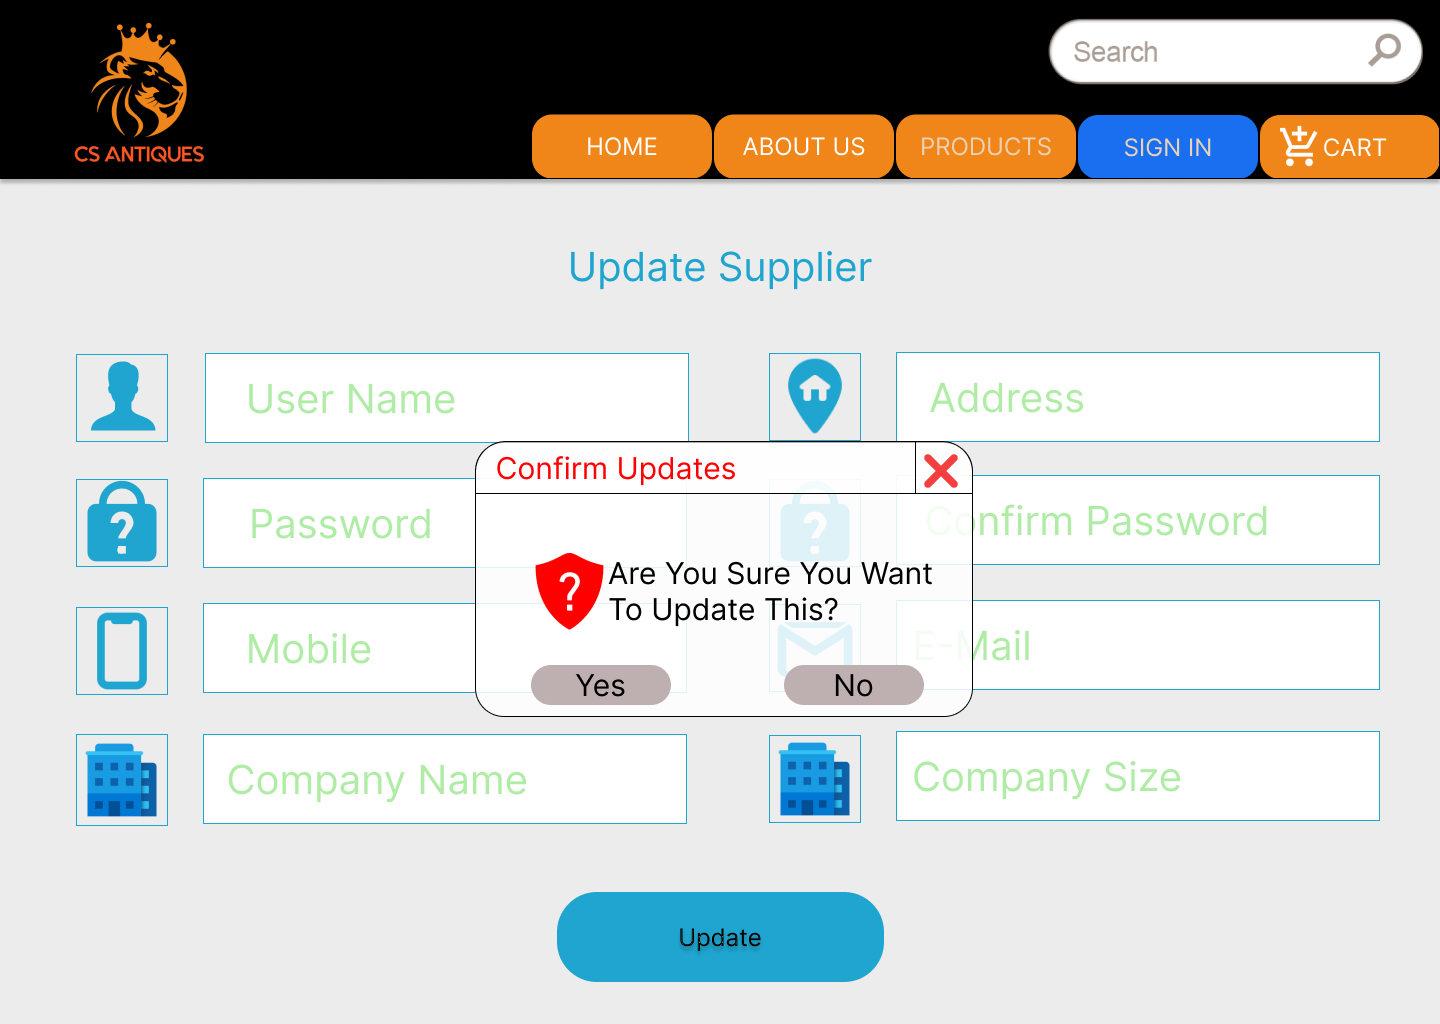 Search
CS ANTIQUES
HOME
ABOUT US
PRODUCTS
SIGN IN
CART
Update Supplier
User Name
Address
Confirm Updates
Password
Confirm Password
?
?
?
Are You Sure You Want
To Update This?
Mobile
E-Mail
Yes
No
Company Name
Company Size
Update